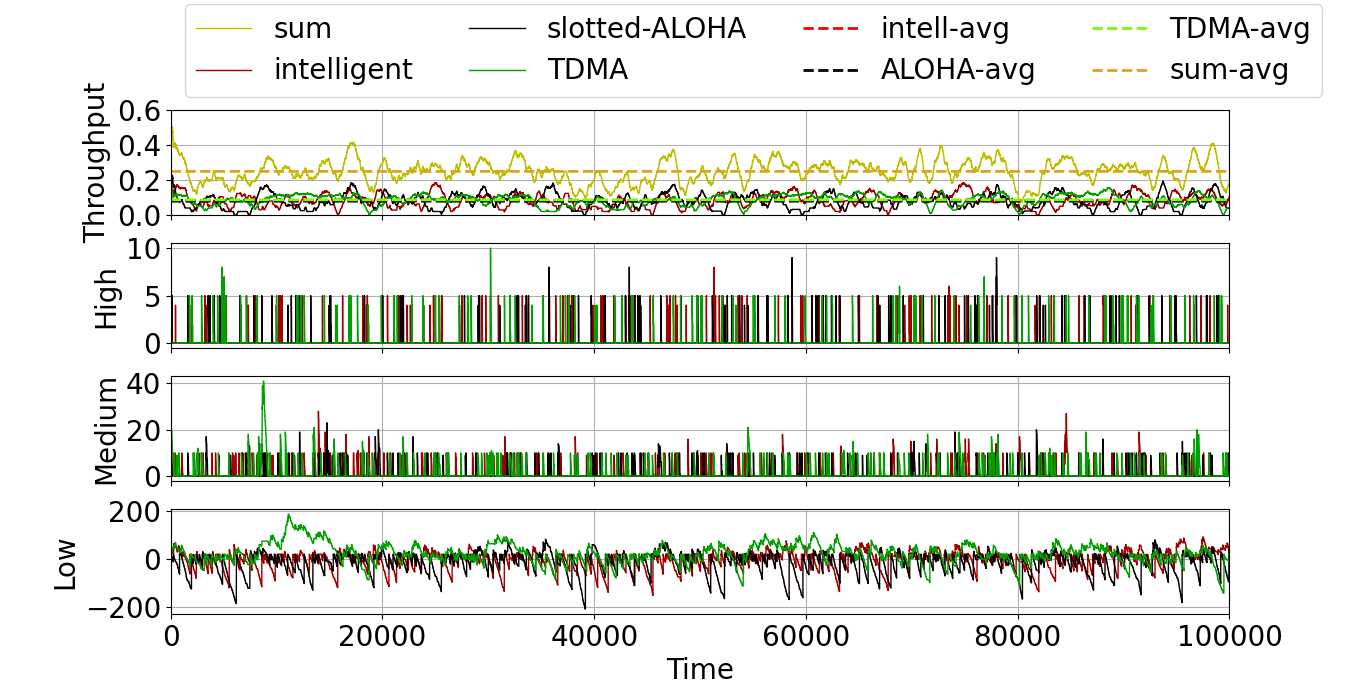 sum slotted-ALOHA intell-avg TDMA-avg
intelligent TDMA ALOHA-avg sum-avg
Throughput
0.6
0.4
0.2
0.0
High
10
5
0
Medium
40
20
0
Low
200
0
−200
0 20000 40000 60000 80000 100000
Time